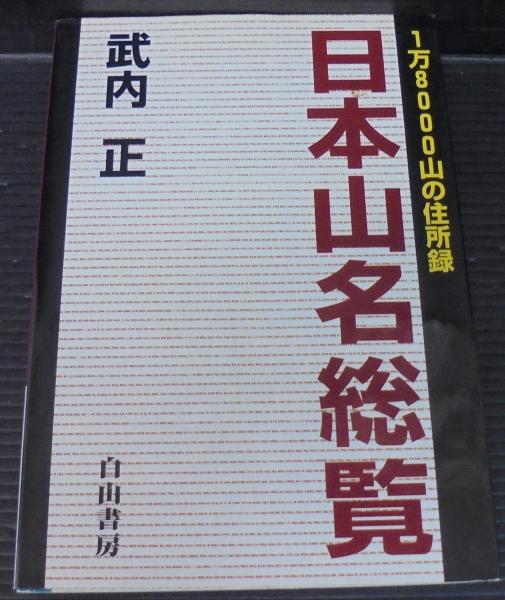 1万8000山の住所録
日本山名総覧
武内 正
白山書房